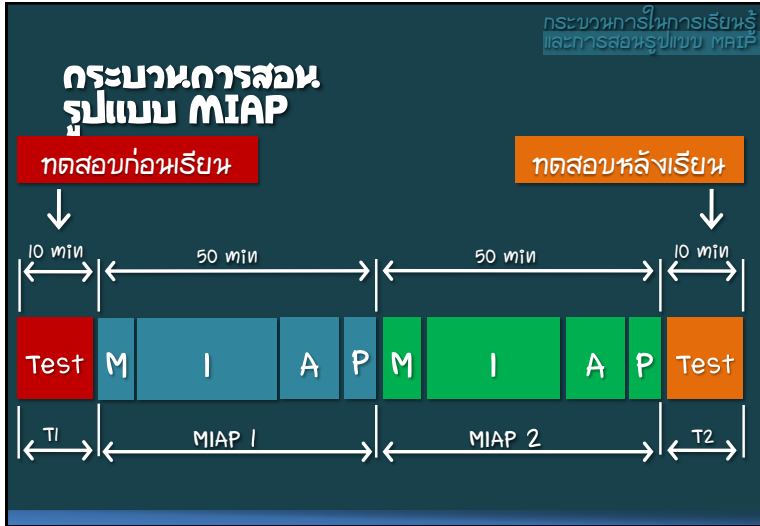 กระบวนการในการเรียนรู้
และการสอนรูปแบบ MAIP
กระบวนการสอน
รูปแบบ MIAP
ทดสอบก่อนเรียน
ทดสอบหลังเรียน
10 min
50 min
50 min
10 min
Test
M
I
A
P
M
I
A
P
Test
T1
MIAP 1
MIAP 2
T2